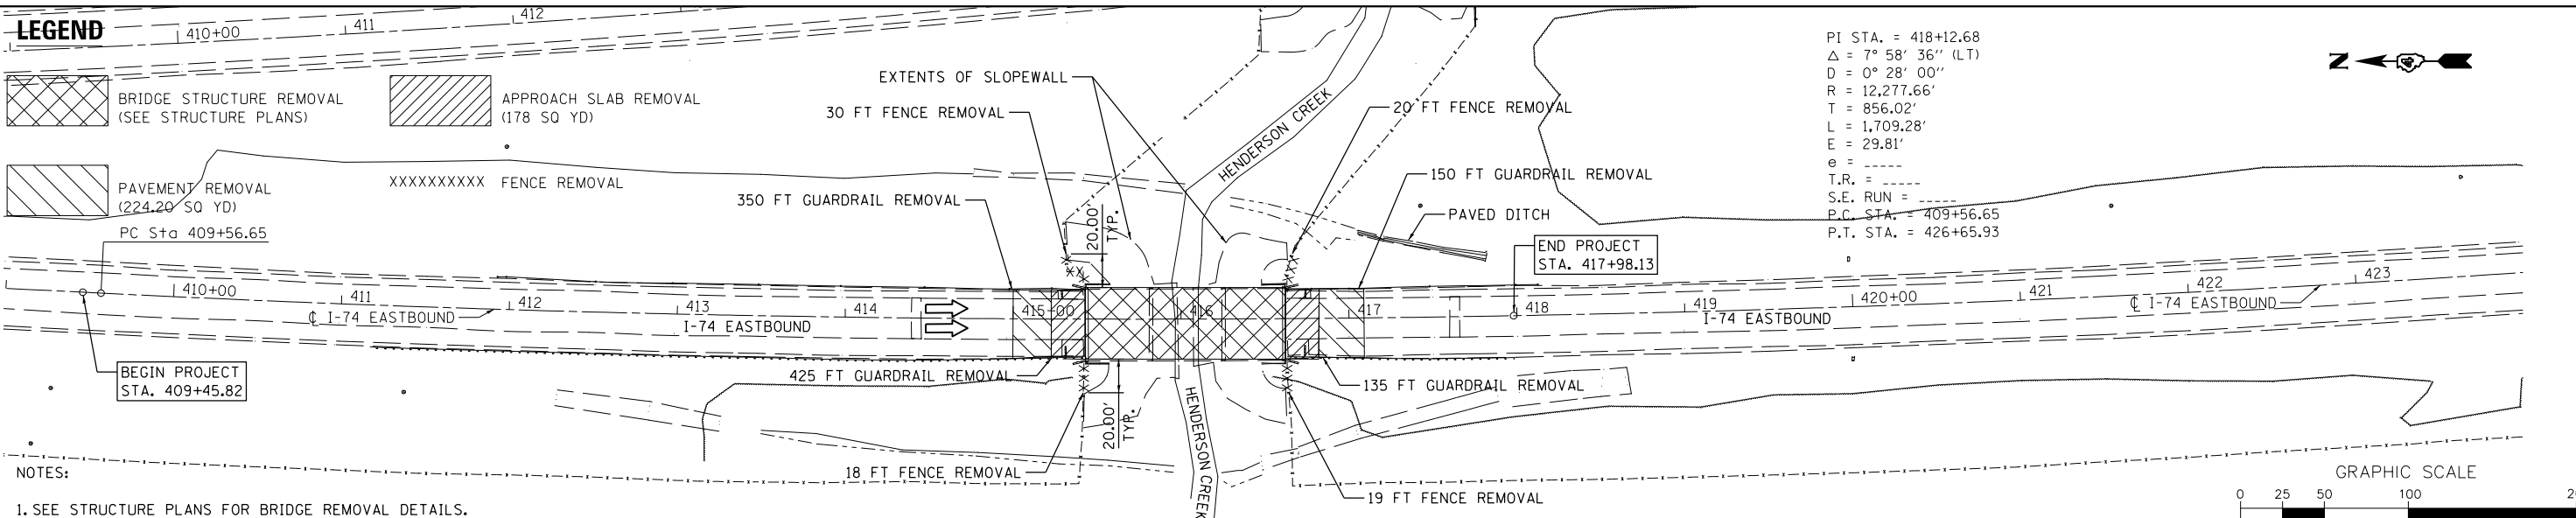 LEGEND
410+00
411
412
BRIDGE STRUCTURE REMOVAL
(SEE STRUCTURE PLANS)
APPROACH SLAB REMOVAL
(178 SQ YD)
PAVEMENT REMOVAL
(224.20 SQ YD)
XXXXXXXXXX FENCE REMOVAL
PC Sta 409+56.65
EXTENTS OF SLOPEWALL
30 FT FENCE REMOVAL
350 FT GUARDRAIL REMOVAL
20.00
TYP.
HENDERSON CREEK
20 FT FENCE REMOVAL
150 FT GUARDRAIL REMOVAL
PAVED DITCH
END PROJECT
STA. 417+98.13
PI STA. = 418+12.68
Δ = 7° 58' 36" (LT)
D = 0° 28' 00"
R = 12,277.66'
T = 856.02'
L = 1,709.28'
E = 29.81'
e = _____
T.R. = _____
S.E. RUN = _____
P.C. STA. = 409+56.65
P.T. STA. = 426+65.93
N
410+00
411
412
413
414
415+00
416
417
418
419
420+00
421
422
423
℄ I-74 EASTBOUND
I-74 EASTBOUND
I-74 EASTBOUND
℄ I-74 EASTBOUND
BEGIN PROJECT
STA. 409+45.82
425 FT GUARDRAIL REMOVAL
135 FT GUARDRAIL REMOVAL
20.00'
TYP.
HENDERSON CREEK
18 FT FENCE REMOVAL
19 FT FENCE REMOVAL
NOTES:
1. SEE STRUCTURE PLANS FOR BRIDGE REMOVAL DETAILS.
GRAPHIC SCALE
0 25 50 100